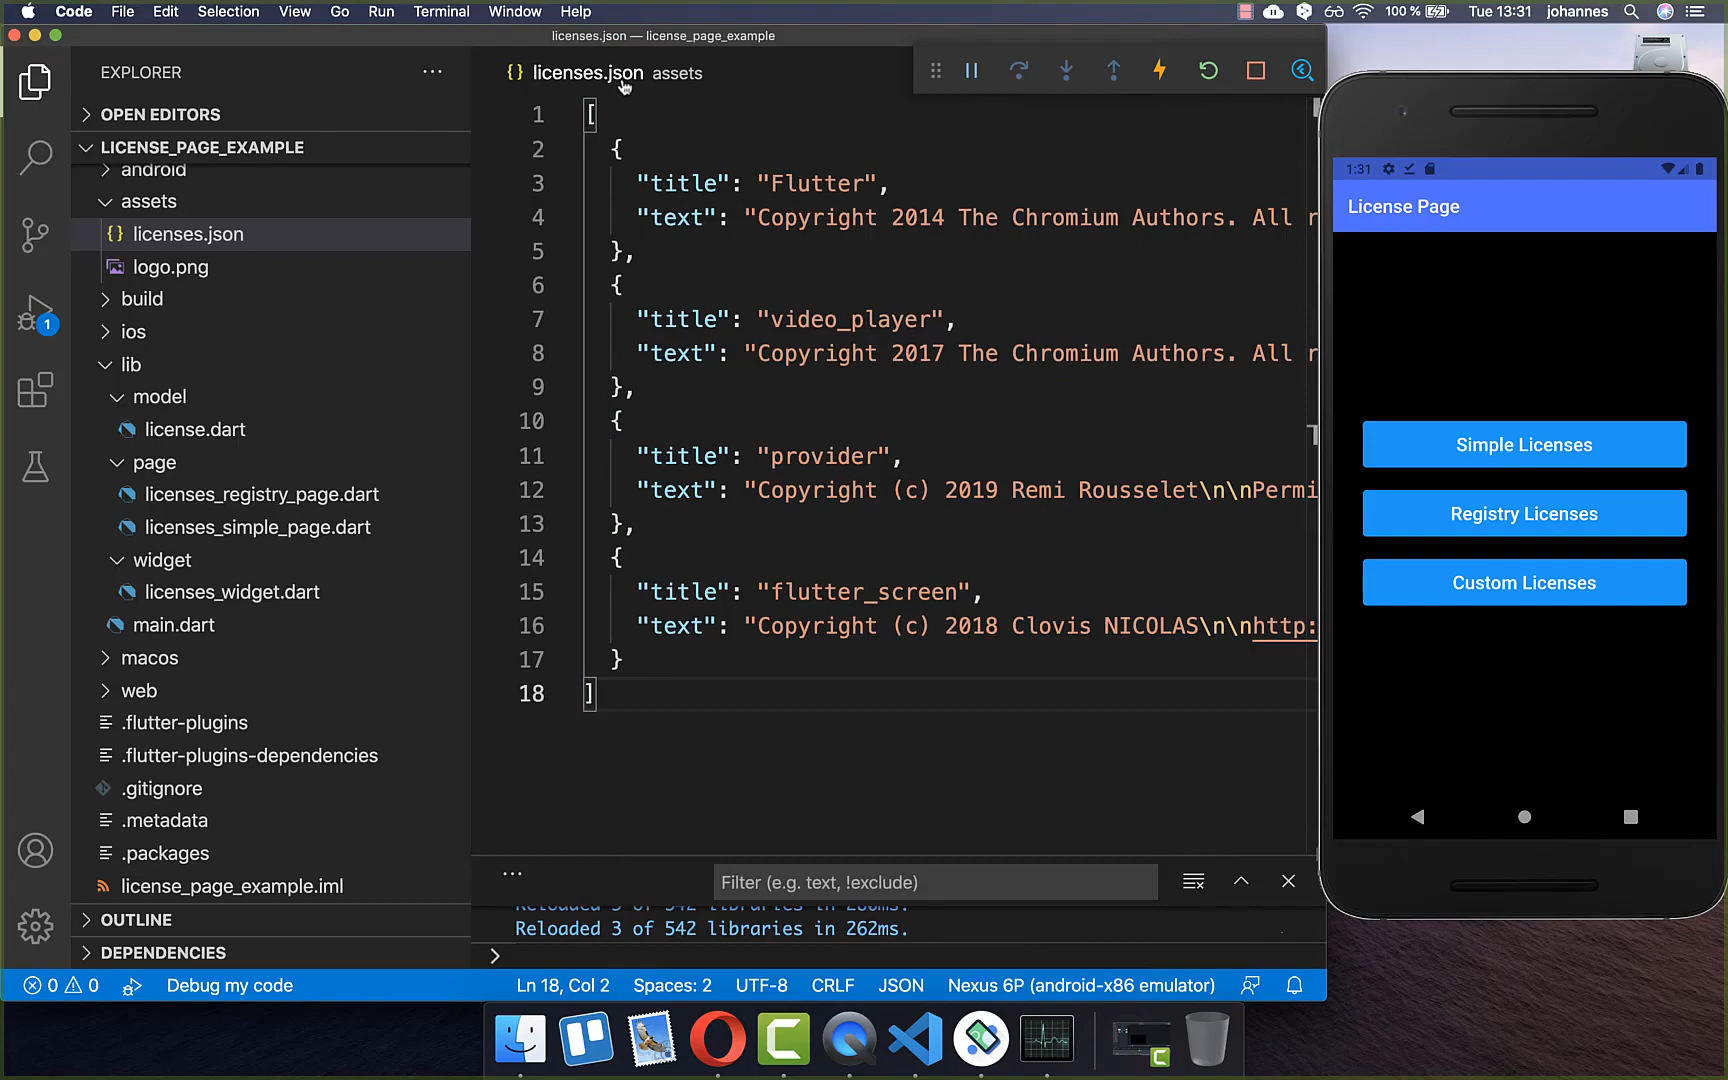 Code File Edit Selection View Go Run Terminal Window Help 100 % Tue 13:31 johannes
licenses.json — license_page_example
EXPLORER
OPEN EDITORS
LICENSE_PAGE_EXAMPLE
android
assets
licenses.json
logo.png
build
ios
lib
model
license.dart
page
licenses_registry_page.dart
licenses_simple_page.dart
widget
licenses_widget.dart
main.dart
macos
web
.flutter-plugins
.flutter-plugins-dependencies
.gitignore
.metadata
.packages
license_page_example.iml
OUTLINE
DEPENDENCIES
1
{} licenses.json assets
1 [
2 {
3 "title": "Flutter",
4 "text": "Copyright 2014 The Chromium Authors. All r
5 },
6 {
7 "title": "video_player",
8 "text": "Copyright 2017 The Chromium Authors. All r
9 },
10 {
11 "title": "provider",
12 "text": "Copyright (c) 2019 Remi Rousselet\n\nPermi
13 },
14 {
15 "title": "flutter_screen",
16 "text": "Copyright (c) 2018 Clovis NICOLAS\n\nhttp:
17 }
18 ]
Filter (e.g. text, !exclude)
Reloaded 3 of 542 libraries in 280ms.
Reloaded 3 of 542 libraries in 262ms.
0 0 Debug my code Ln 18, Col 2 Spaces: 2 UTF-8 CRLF JSON Nexus 6P (android-x86 emulator)
1:31
License Page
Simple Licenses
Registry Licenses
Custom Licenses